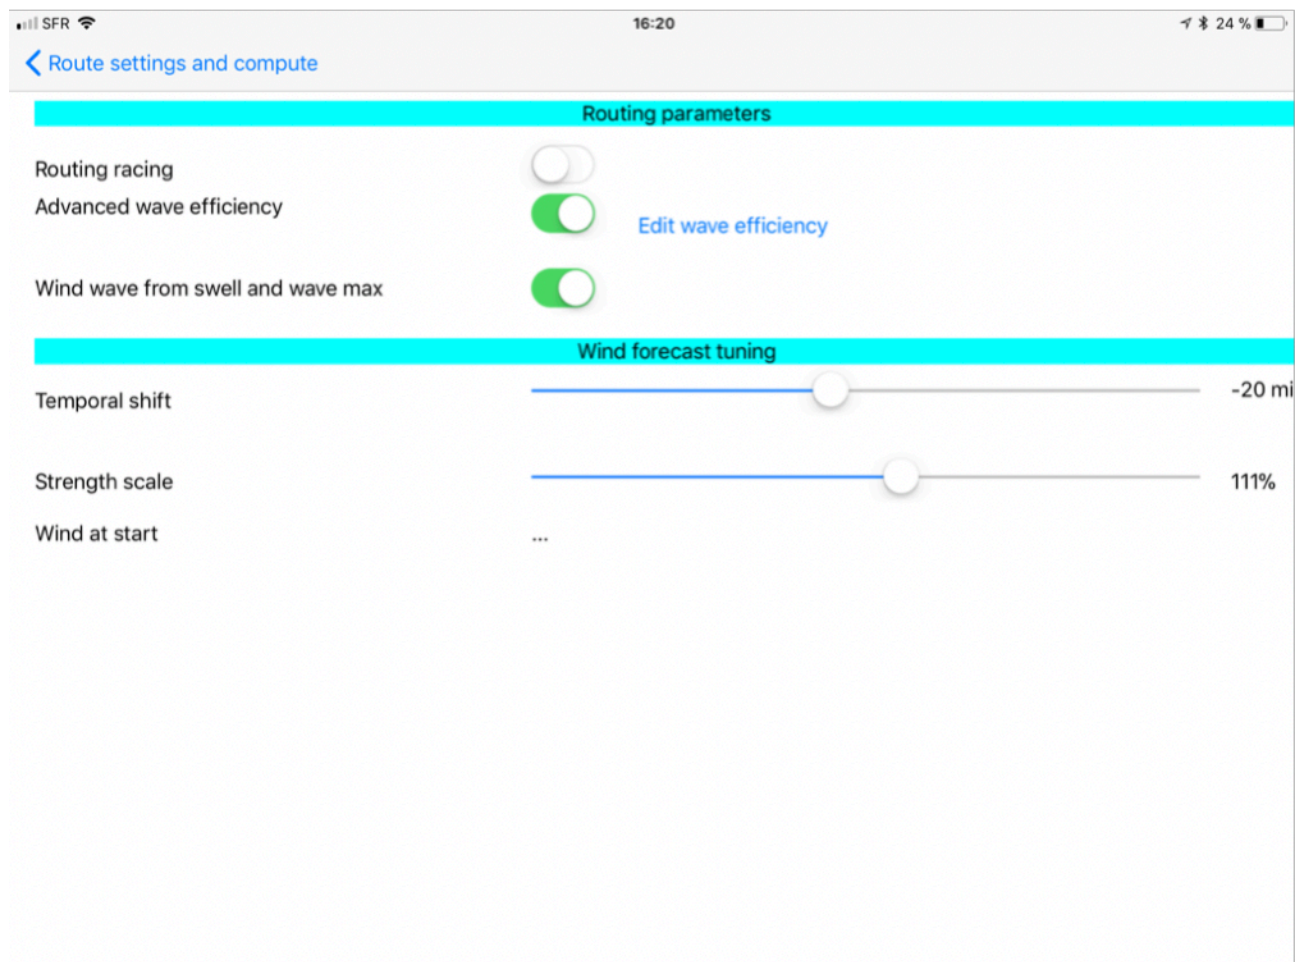 SFR 16:20 24 %
Route settings and compute
Routing parameters
Routing racing
Advanced wave efficiency
Edit wave efficiency
Wind wave from swell and wave max
Wind forecast tuning
Temporal shift -20 mi
Strength scale 111%
Wind at start ...